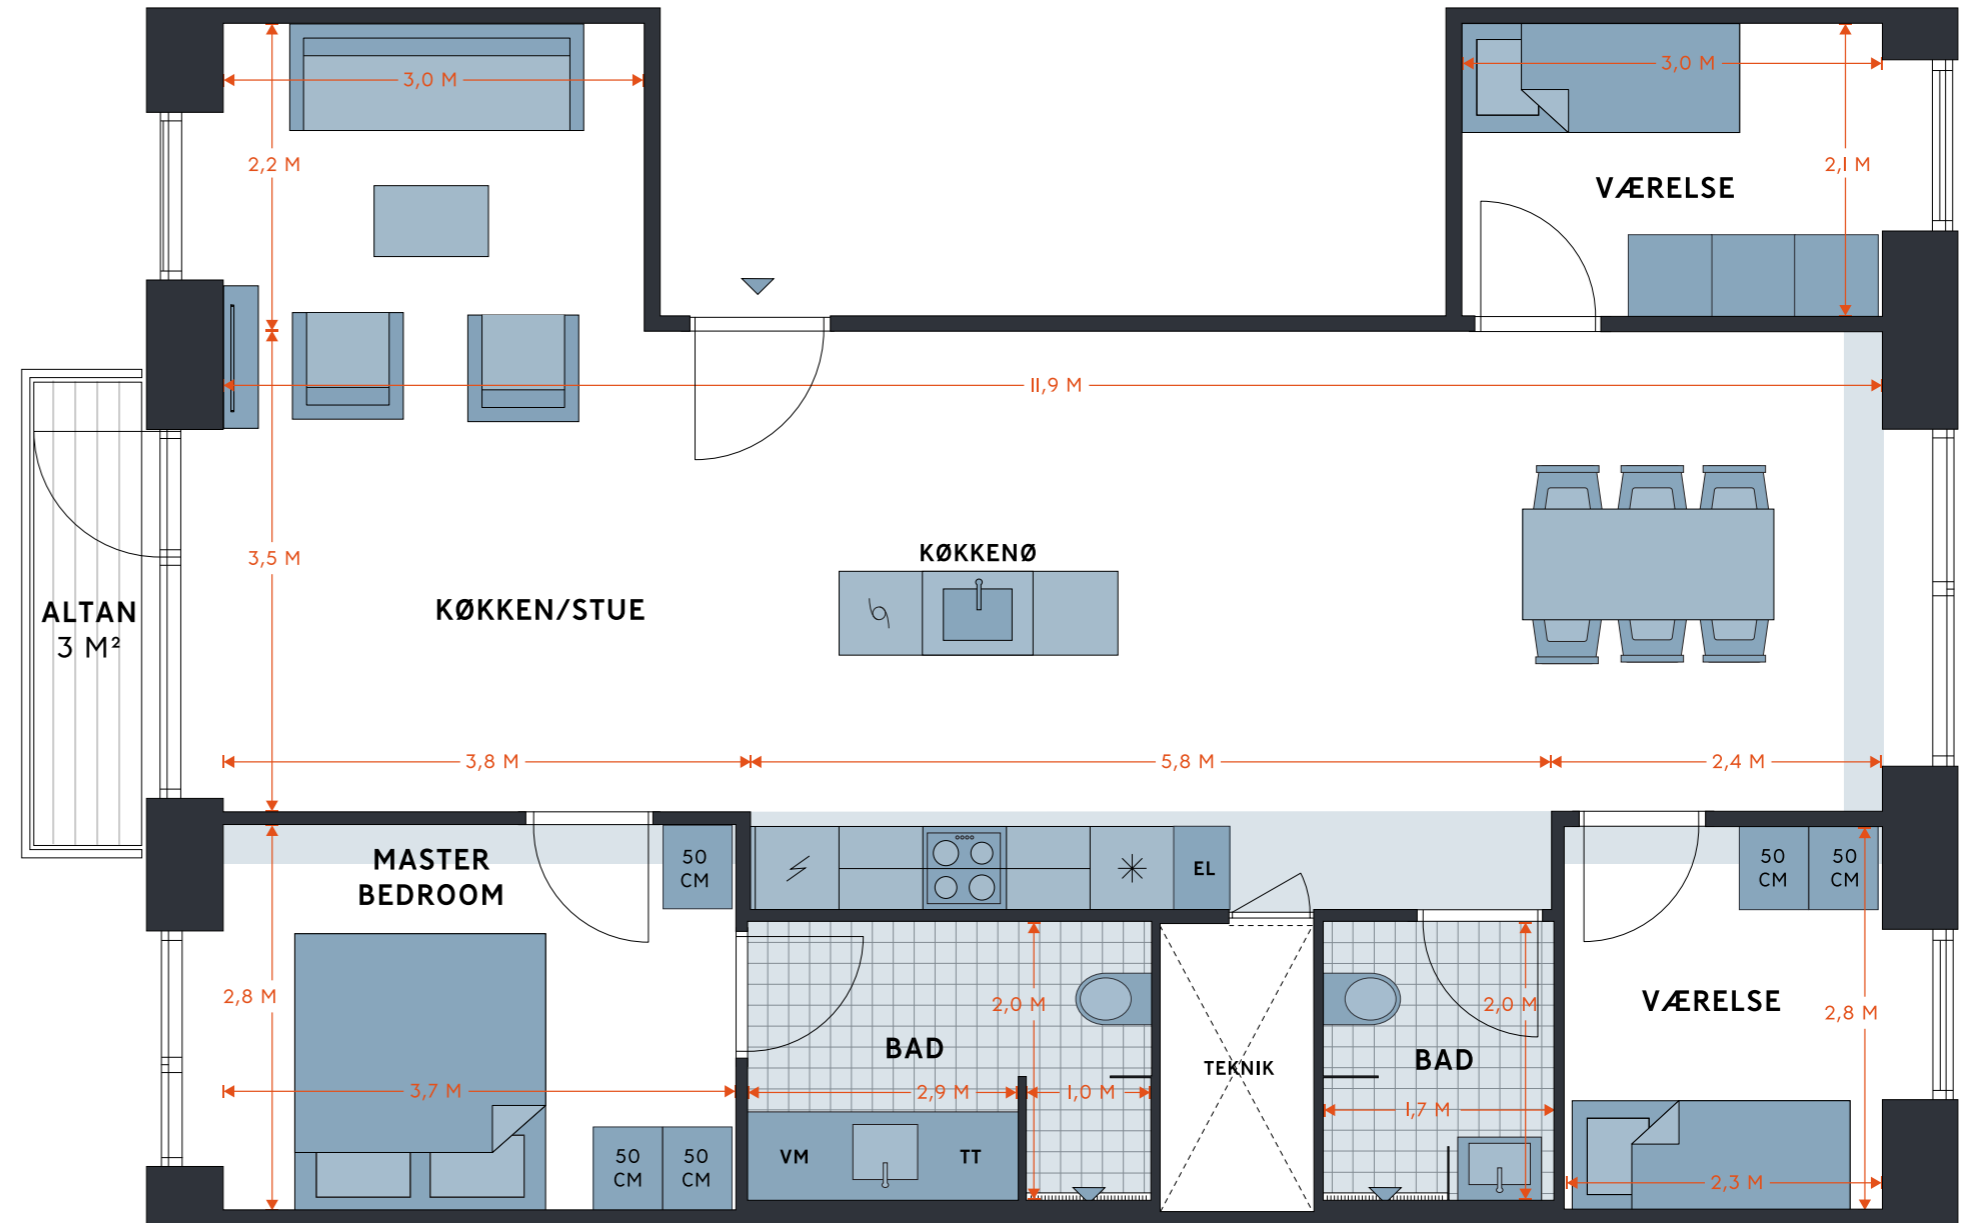 3,0 M
3,0 M
2,2 M
2,1 M
VÆRELSE
11,9 M
3,5 M
KØKKENØ
KØKKEN/STUE
ALTAN
3 M²
3,8 M
5,8 M
2,4 M
MASTER
BEDROOM
50
CM
EL
50
CM
50
CM
2,8 M
2,0 M
2,0 M
VÆRELSE
2,8 M
BAD
BAD
TEKNIK
3,7 M
2,9 M
1,0 M
1,7 M
50
CM
50
CM
VM
TT
2,3 M